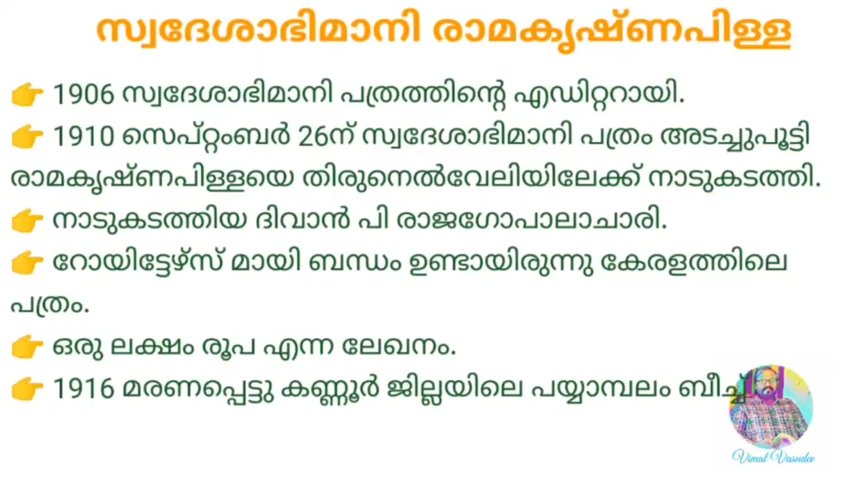 സ്വദേശാഭിമാനി രാമകൃഷ്ണപിള്ള
👉 1906 സ്വദേശാഭിമാനി പത്രത്തിന്റെ എഡിറ്ററായി.
👉 1910 സെപ്റ്റംബർ 26ന് സ്വദേശാഭിമാനി പത്രം അടച്ചുപൂട്ടി
രാമകൃഷ്ണപിള്ളയെ തിരുനെൽവേലിയിലേക്ക് നാടുകടത്തി.
👉 നാടുകടത്തിയ ദിവാൻ പി രാജഗോപാലാചാരി.
👉 റോയിട്ടേഴ്സ് മായി ബന്ധം ഉണ്ടായിരുന്നു കേരളത്തിലെ
പത്രം.
👉 ഒരു ലക്ഷം രൂപ എന്ന ലേഖനം.
👉 1916 മരണപ്പെട്ടു കണ്ണൂർ ജില്ലയിലെ പയ്യാമ്പലം ബീച്ച്
Vimal Vasudev